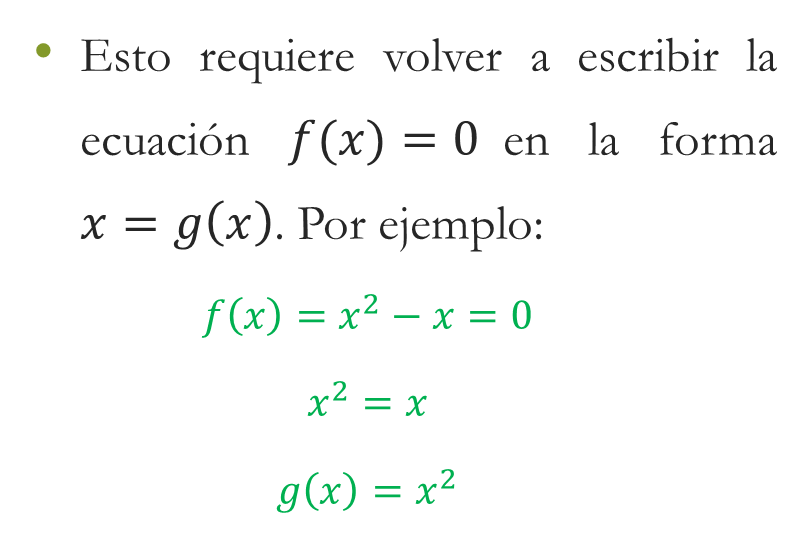 • Esto requiere volver a escribir la
ecuación f(x) = 0 en la forma
x = g(x). Por ejemplo:
f(x) = x² − x = 0
x² = x
g(x) = x²